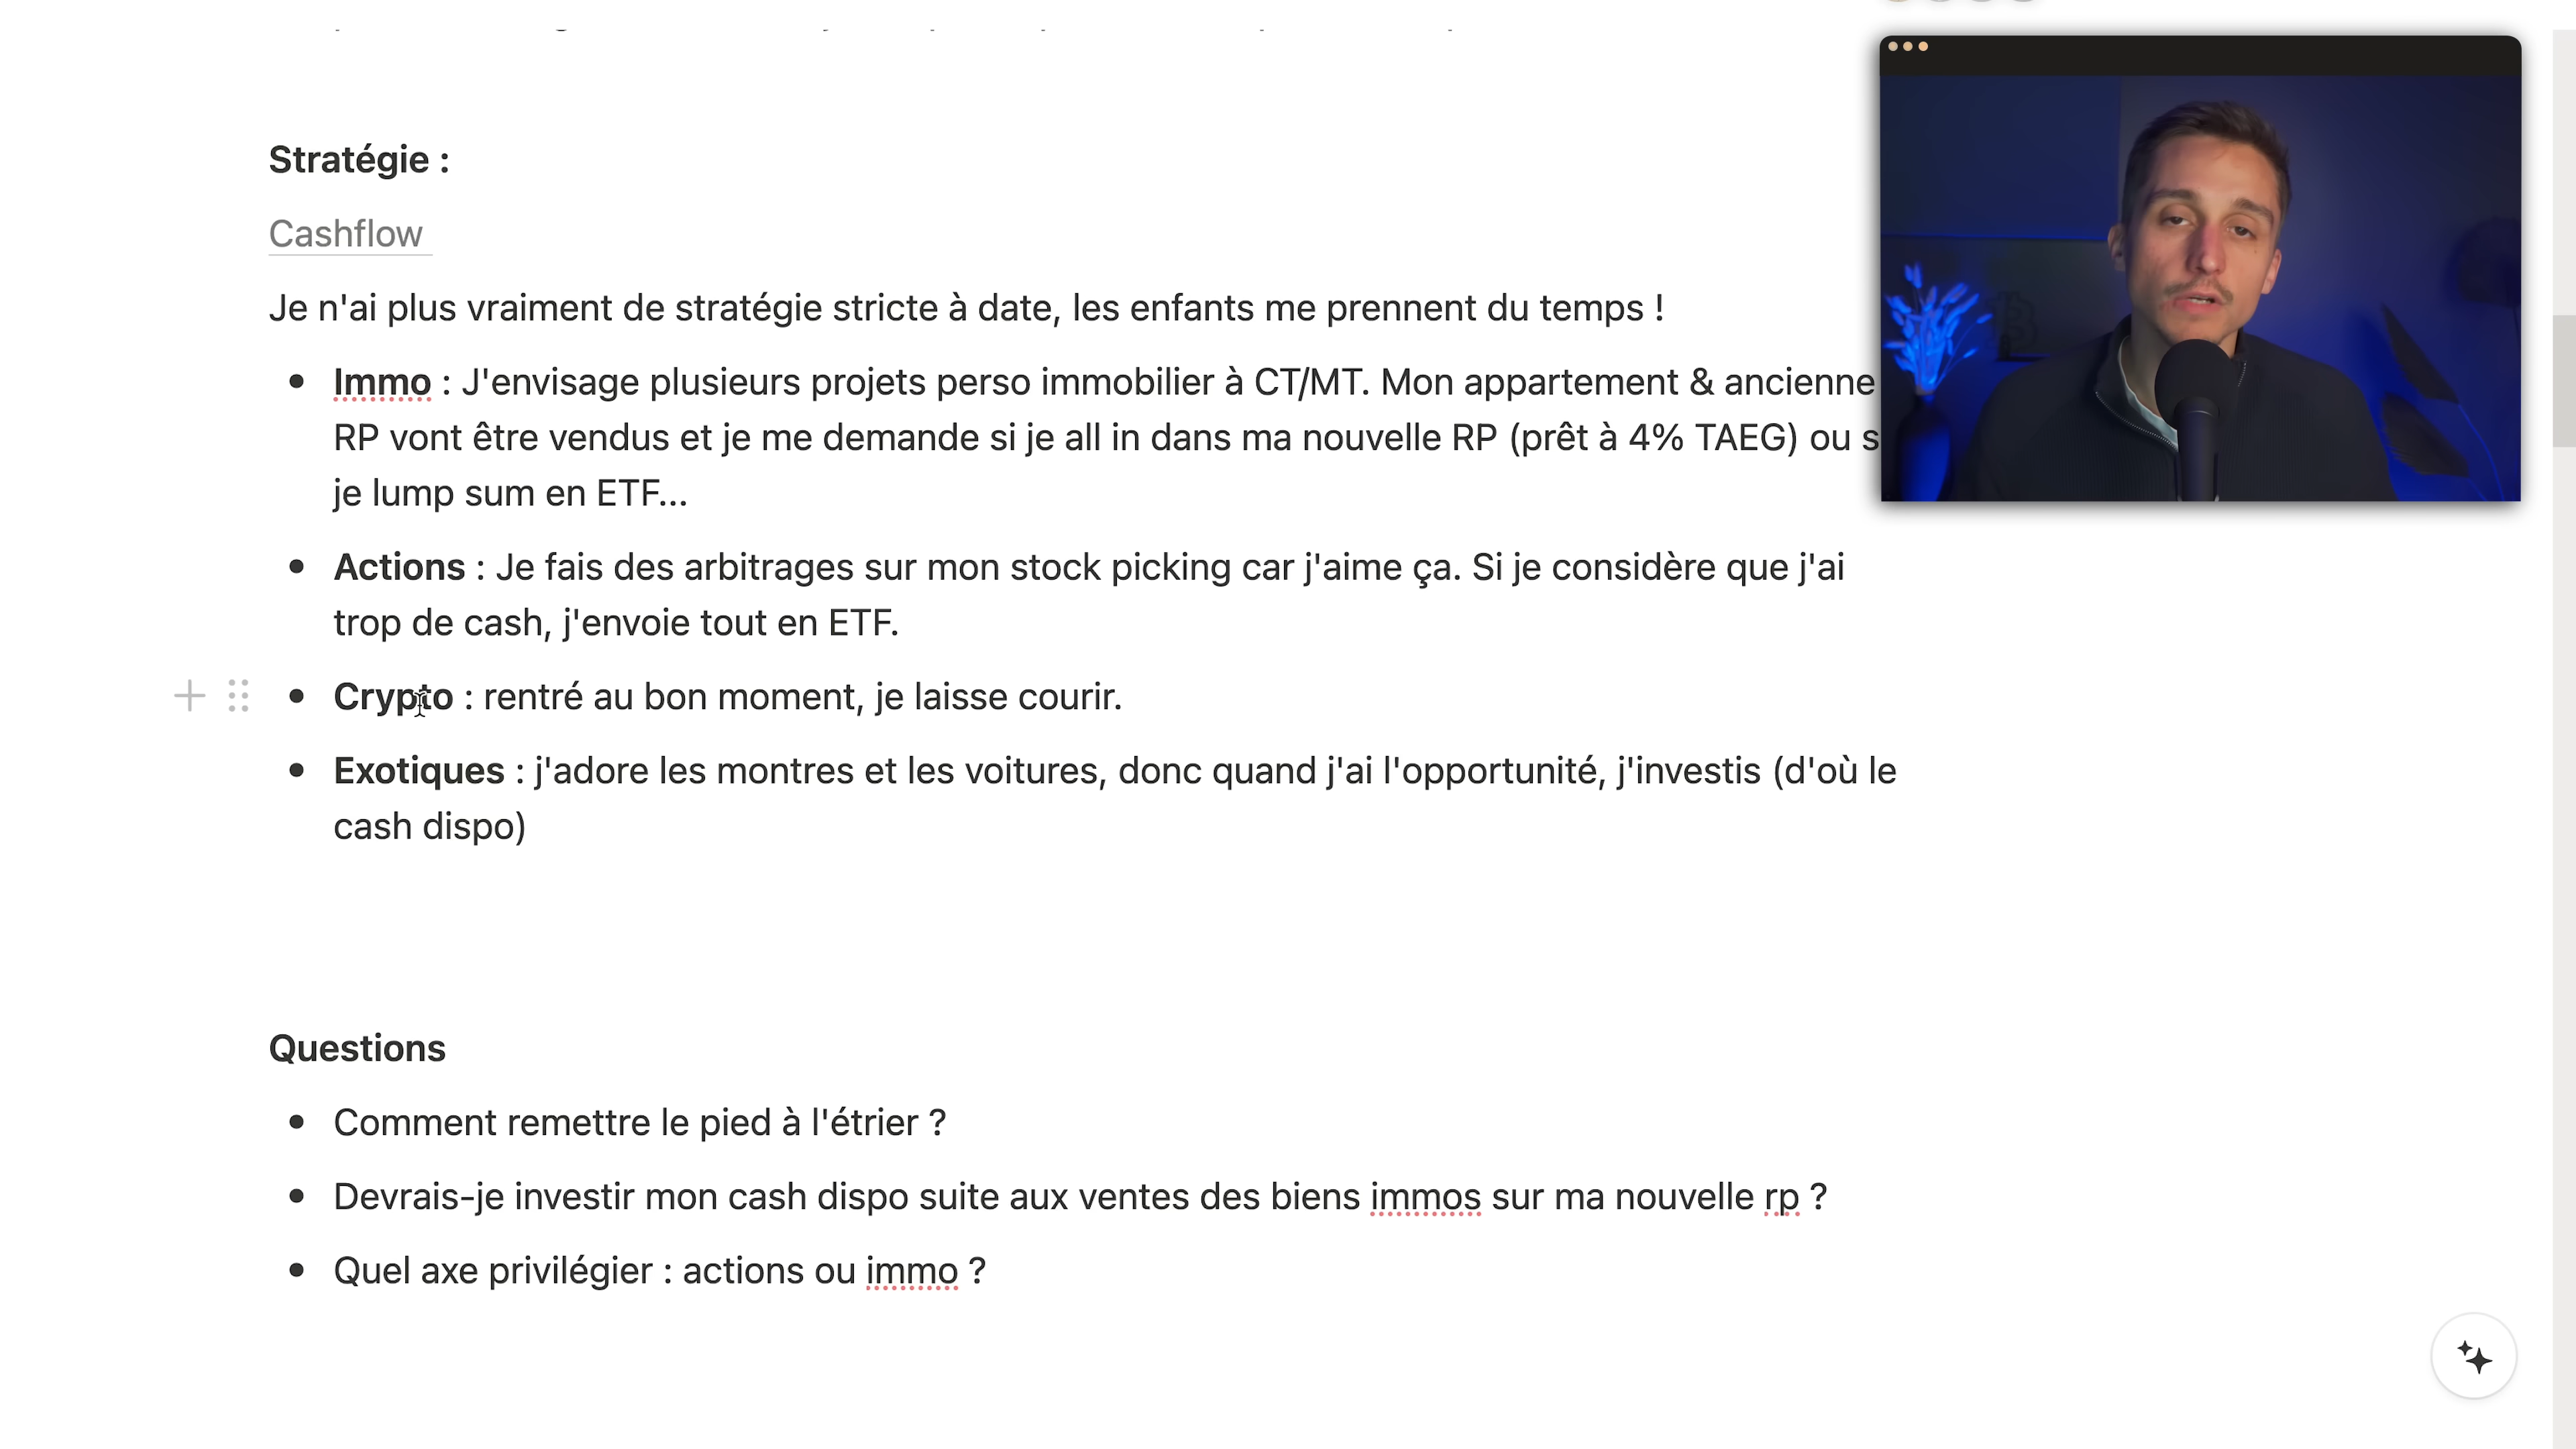 Stratégie :
Cashflow
Je n'ai plus vraiment de stratégie stricte à date, les enfants me prennent du temps !
• Immo : J'envisage plusieurs projets perso immobilier à CT/MT. Mon appartement & ancienne
RP vont être vendus et je me demande si je all in dans ma nouvelle RP (prêt à 4% TAEG) ou s
je lump sum en ETF...
• Actions : Je fais des arbitrages sur mon stock picking car j'aime ça. Si je considère que j'ai
trop de cash, j'envoie tout en ETF.
• Crypto : rentré au bon moment, je laisse courir.
• Exotiques : j'adore les montres et les voitures, donc quand j'ai l'opportunité, j'investis (d'où le
cash dispo)
Questions
• Comment remettre le pied à l'étrier ?
• Devrais-je investir mon cash dispo suite aux ventes des biens immos sur ma nouvelle rp ?
• Quel axe privilégier : actions ou immo ?